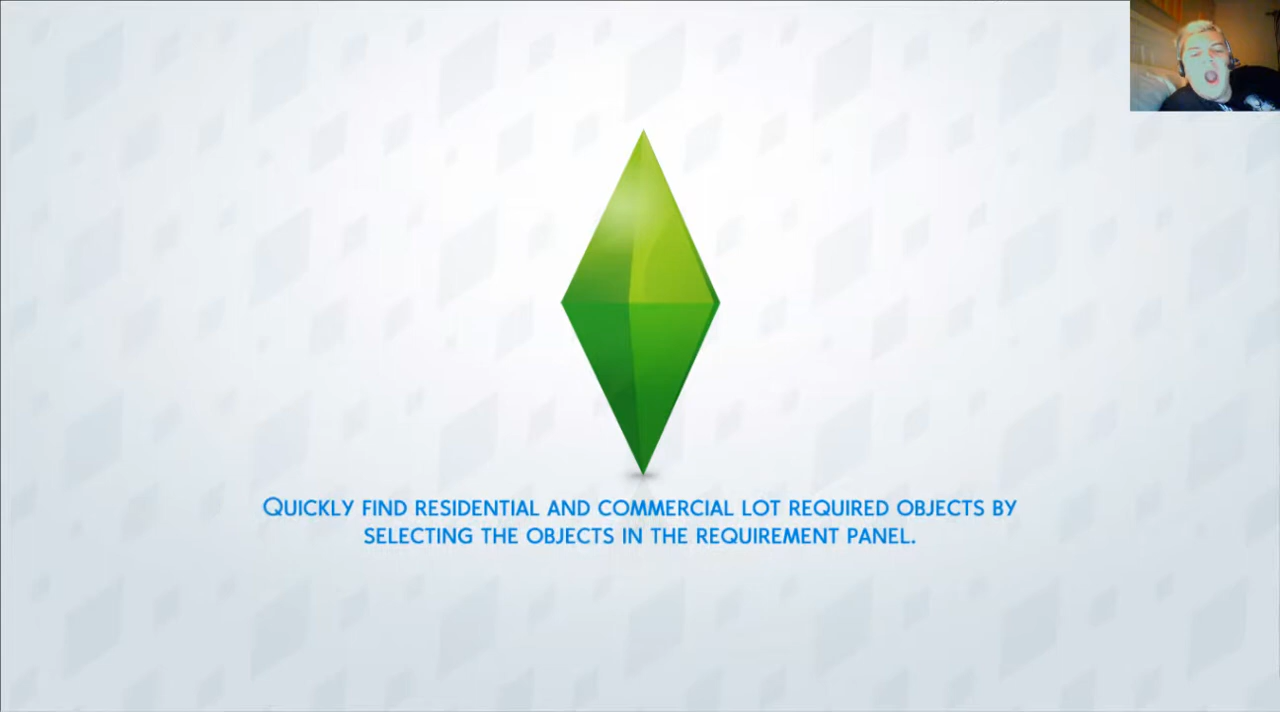 Quickly find residential and commercial lot required objects by
selecting the objects in the requirement panel.